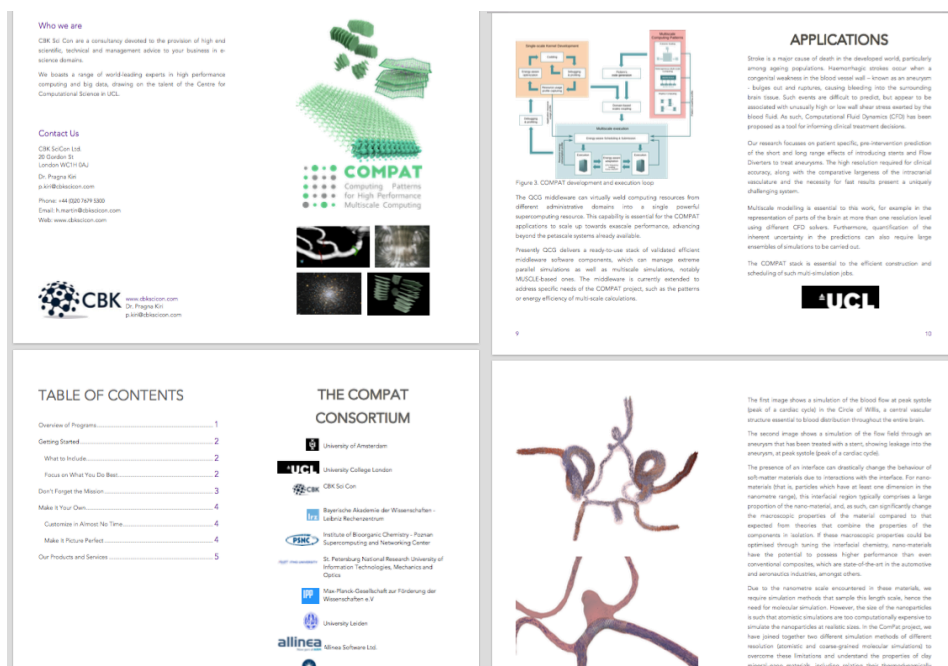 Who we are
CBK Sci Con are a consultancy devoted to the provision of high end
scientific, technical and management advice to your business in e-
science domains.
We boasts a range of world-leading experts in high performance
computing and big data, drawing on the talent of the Centre for
Computational Science in UCL.
Contact Us
CBK SciCon Ltd.
20 Gordon St
London WC1H 0AJ
Dr. Pragna Kiri
p.kiri@cbkscicon.com
Phone: +44 (0)20 7679 5300
Email: h.martin@cbkscicon.com
Web: www.cbkscicon.com
CBK
www.cbkscicon.com
Dr. Pragna Kiri
p.kiri@cbkscicon.com
COMPAT
Computing Patterns
for High Performance
Multiscale Computing
Figure 3. COMPAT development and execution loop
The QCG middleware can virtually weld computing resources from
different administrative domains into a single powerful
supercomputing resource. This capability is essential for the COMPAT
applications to scale up towards exascale performance, advancing
beyond the petascale systems already available.
Presently QCG delivers a ready-to-use stack of validated efficient
middleware software components, which can manage extreme
parallel simulations as well as multiscale simulations, notably
MUSCLE-based ones. The middleware is currently extended to
address specific needs of the COMPAT project, such as the patterns
or energy efficiency of multi-scale calculations.
9
APPLICATIONS
Stroke is a major cause of death in the developed world, particularly
among ageing populations. Haemorrhagic strokes occur when a
congenital weakness in the blood vessel wall – known as an aneurysm
- bulges out and ruptures, causing bleeding into the surrounding
brain tissue. Such events are difficult to predict, but appear to be
associated with unusually high or low wall shear stress exerted by the
blood fluid. As such, Computational Fluid Dynamics (CFD) has been
proposed as a tool for informing clinical treatment decisions.
Our research focusses on patient specific, pre-intervention prediction
of the short and long range effects of introducing stents and Flow
Diverters to treat aneurysms. The high resolution required for clinical
accuracy, along with the comparative largeness of the intracranial
vasculature and the necessity for fast results present a uniquely
challenging system.
Multiscale modelling is essential to this work, for example in the
representation of parts of the brain at more than one resolution level
using different CFD solvers. Furthermore, quantification of the
inherent uncertainty in the predictions can also require large
ensembles of simulations to be carried out.
The COMPAT stack is essential to the efficient construction and
scheduling of such multi-simulation jobs.
UCL
10
TABLE OF CONTENTS
Overview of Programs 1
Getting Started 2
What to Include 2
Focus on What You Do Best 2
Don't Forget the Mission 3
Make It Your Own 4
Customize in Almost No Time 4
Make It Picture Perfect 4
Our Products and Services 5
THE COMPAT
CONSORTIUM
University of Amsterdam
UCL University College London
CBK CBK Sci Con
Bayerische Akademie der Wissenschaften -
lrz Leibniz Rechenzentrum
PSNC Institute of Bioorganic Chemistry - Poznan
Supercomputing and Networking Center
St. Petersburg National Research University of
Information Technologies, Mechanics and
Optics
Max-Planck-Gesellschaft zur Förderung der
Wissenschaften e.V
University Leiden
allinea Allinea Software Ltd.
The first image shows a simulation of the blood flow at peak systole
(peak of a cardiac cycle) in the Circle of Willis, a central vascular
structure essential to blood distribution throughout the entire brain.
The second image shows a simulation of the flow field through an
aneurysm that has been treated with a stent, showing leakage into the
aneurysm, at peak systole (peak of a cardiac cycle).
The presence of an interface can drastically change the behaviour of
soft-matter materials due to interactions with the interface. For nano-
materials (that is, particles which have at least one dimension in the
nanometre range), this interfacial region typically comprises a large
proportion of the nano-material, and, as such, can significantly change
the macroscopic properties of the material compared to that
expected from theories that combine the properties of the
components in isolation. If these macroscopic properties could be
optimised through tuning the interfacial chemistry, nano-materials
have the potential to possess higher performance than even
conventional composites, which are state-of-the-art in the automotive
and aeronautics industries, amongst others.
Due to the nanometre scale encountered in these materials, we
require simulation methods that sample this length scale, hence the
need for molecular simulation. However, the size of the nanoparticles
is such that atomistic simulations are too computationally expensive to
simulate the nanoparticles at realistic sizes. In the ComPat project, we
have joined together two different simulation methods of different
resolution (atomistic and coarse-grained molecular simulations) to
overcome these limitations and understand the properties of clay